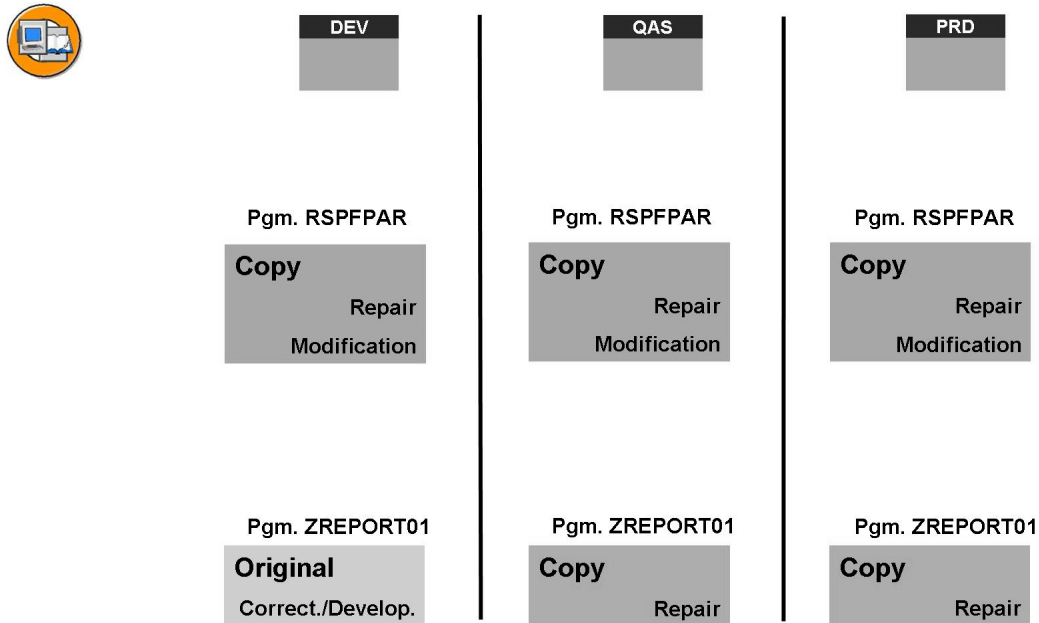 DEV
QAS
PRD
Pgm. RSPFPAR
Pgm. RSPFPAR
Pgm. RSPFPAR
Copy
Repair
Modification
Copy
Repair
Modification
Copy
Repair
Modification
Pgm. ZREPORT01
Pgm. ZREPORT01
Pgm. ZREPORT01
Original
Correct./Develop.
Copy
Repair
Copy
Repair